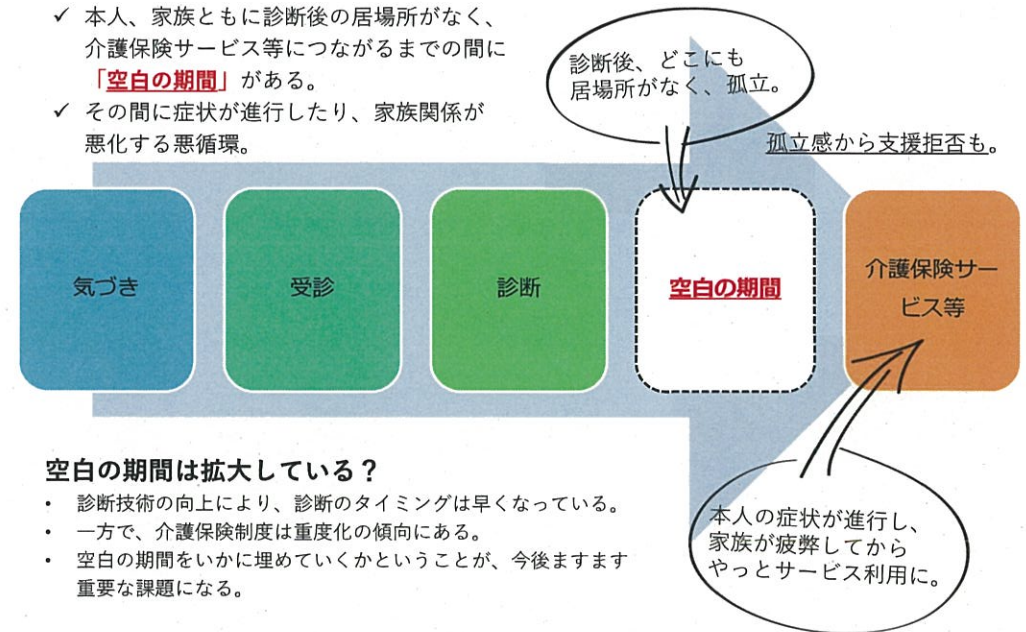 ✓ 本人、家族ともに診断後の居場所がなく、
介護保険サービス等につながるまでの間に
「空白の期間」がある。
✓ その間に症状が進行したり、家族関係が
悪化する悪循環。
診断後、どこにも
居場所がなく、孤立。
孤立感から支援拒否も。
気づき
受診
診断
空白の期間
介護保険サー
ビス等
空白の期間は拡大している？
• 診断技術の向上により、診断のタイミングは早くなっている。
• 一方で、介護保険制度は重度化の傾向にある。
• 空白の期間をいかに埋めていくかということが、今後ますます
重要な課題になる。
本人の症状が進行し、
家族が疲弊してから
やっとサービス利用に。